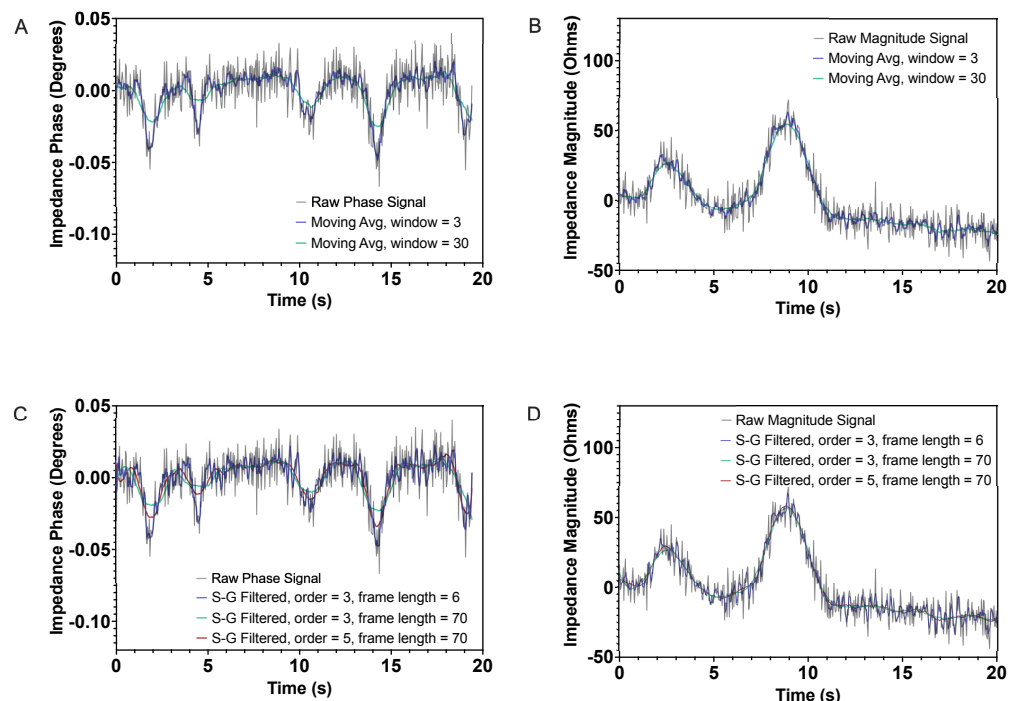 A
Impedance Phase (Degrees)
0.05
0.00
-0.05
-0.10
Raw Phase Signal
Moving Avg, window = 3
Moving Avg, window = 30
0 5 10 15 20
Time (s)
B
Impedance Magnitude (Ohms)
100
50
0
-50
Raw Magnitude Signal
Moving Avg, window = 3
Moving Avg, window = 30
0 5 10 15 20
Time (s)
C
Impedance Phase (Degrees)
0.05
0.00
-0.05
-0.10
Raw Phase Signal
S-G Filtered, order = 3, frame length = 6
S-G Filtered, order = 3, frame length = 70
S-G Filtered, order = 5, frame length = 70
0 5 10 15 20
Time (s)
D
Impedance Magnitude (Ohms)
100
50
0
-50
Raw Magnitude Signal
S-G Filtered, order = 3, frame length = 6
S-G Filtered, order = 3, frame length = 70
S-G Filtered, order = 5, frame length = 70
0 5 10 15 20
Time (s)